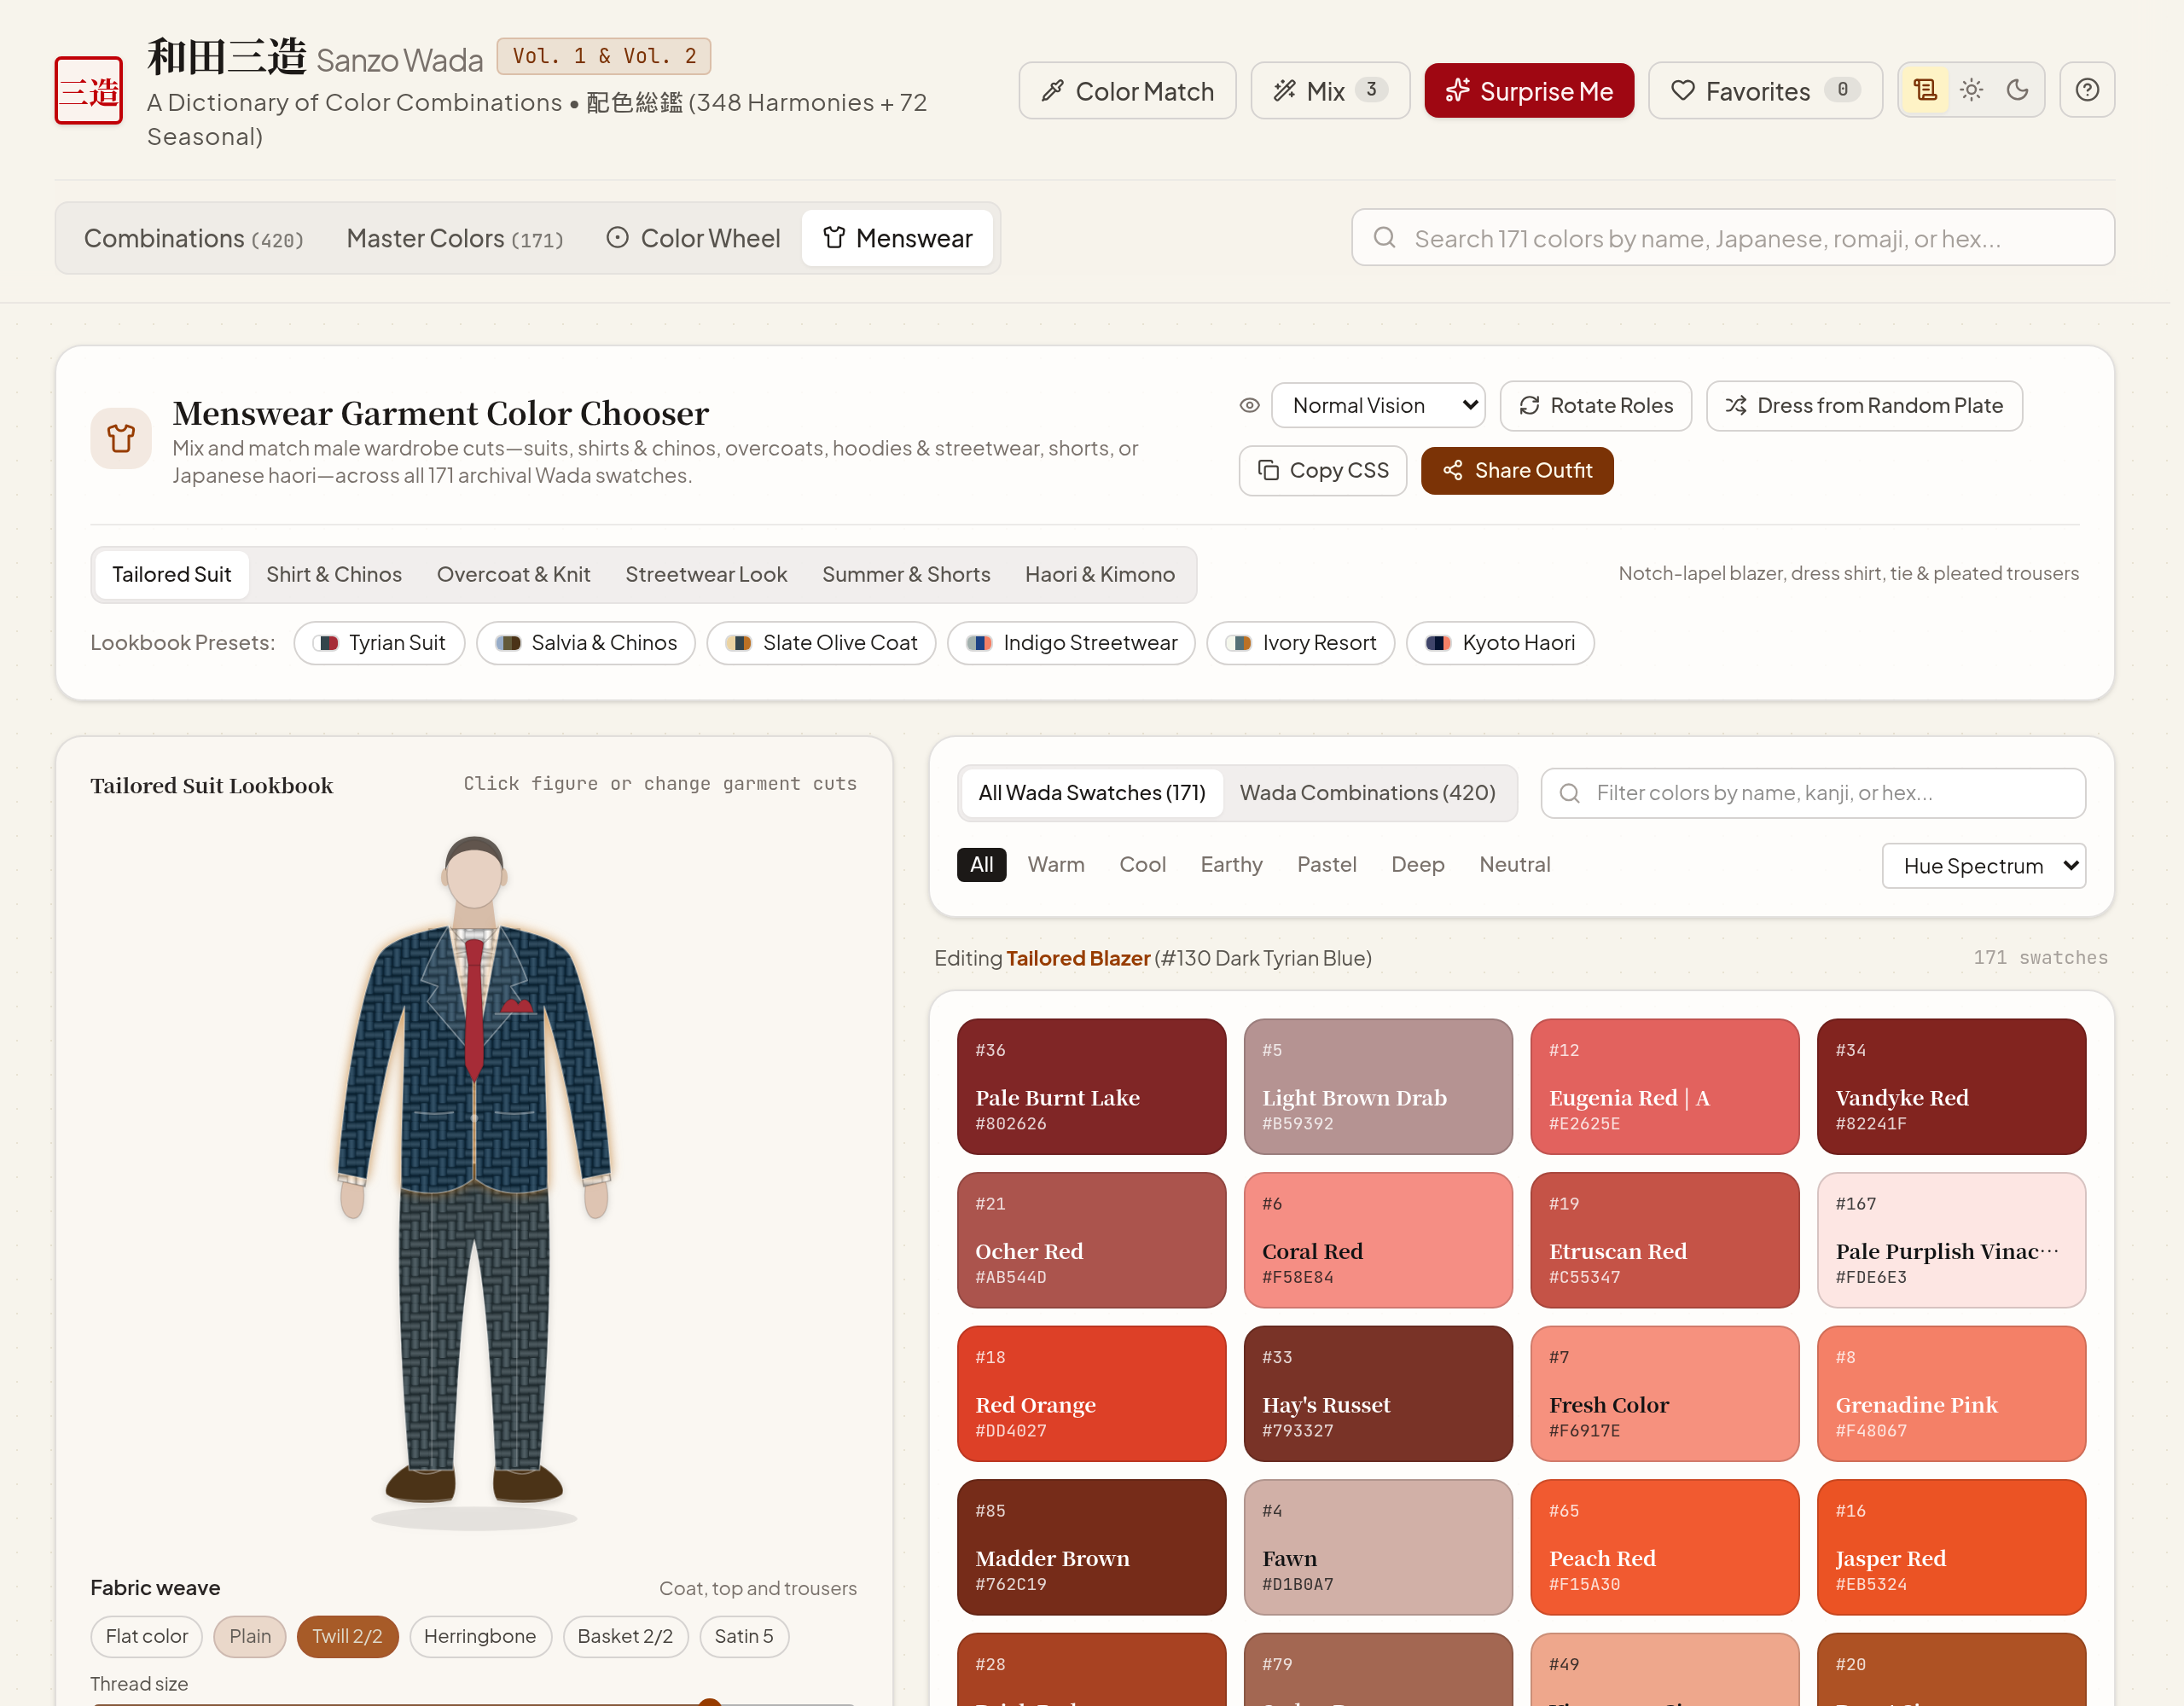 三造
和田三造 Sanzo Wada Vol. 1 & Vol. 2
A Dictionary of Color Combinations • 配色総鑑 (348 Harmonies + 72
Seasonal)
Color Match
Mix 3
Surprise Me
Favorites 0
Combinations (420)
Master Colors (171)
Color Wheel
Menswear
Search 171 colors by name, Japanese, romaji, or hex...
Menswear Garment Color Chooser
Mix and match male wardrobe cuts—suits, shirts & chinos, overcoats, hoodies & streetwear, shorts, or
Japanese haori—across all 171 archival Wada swatches.
Normal Vision
Rotate Roles
Dress from Random Plate
Copy CSS
Share Outfit
Tailored Suit
Shirt & Chinos
Overcoat & Knit
Streetwear Look
Summer & Shorts
Haori & Kimono
Notch-lapel blazer, dress shirt, tie & pleated trousers
Lookbook Presets:
Tyrian Suit
Salvia & Chinos
Slate Olive Coat
Indigo Streetwear
Ivory Resort
Kyoto Haori
Tailored Suit Lookbook
Click figure or change garment cuts
Fabric weave
Coat, top and trousers
Flat color
Plain
Twill 2/2
Herringbone
Basket 2/2
Satin 5
Thread size
All Wada Swatches (171)
Wada Combinations (420)
Filter colors by name, kanji, or hex...
All
Warm
Cool
Earthy
Pastel
Deep
Neutral
Hue Spectrum
Editing Tailored Blazer (#130 Dark Tyrian Blue)
171 swatches
#36
Pale Burnt Lake
#802626
#5
Light Brown Drab
#B59392
#12
Eugenia Red | A
#E2625E
#34
Vandyke Red
#82241F
#21
Ocher Red
#AB544D
#6
Coral Red
#F58E84
#19
Etruscan Red
#C55347
#167
Pale Purplish Vinac···
#FDE6E3
#18
Red Orange
#DD4027
#33
Hay's Russet
#793327
#7
Fresh Color
#F6917E
#8
Grenadine Pink
#F48067
#85
Madder Brown
#762C19
#4
Fawn
#D1B0A7
#65
Peach Red
#F15A30
#16
Jasper Red
#EB5324
#28
#79
#49
#20